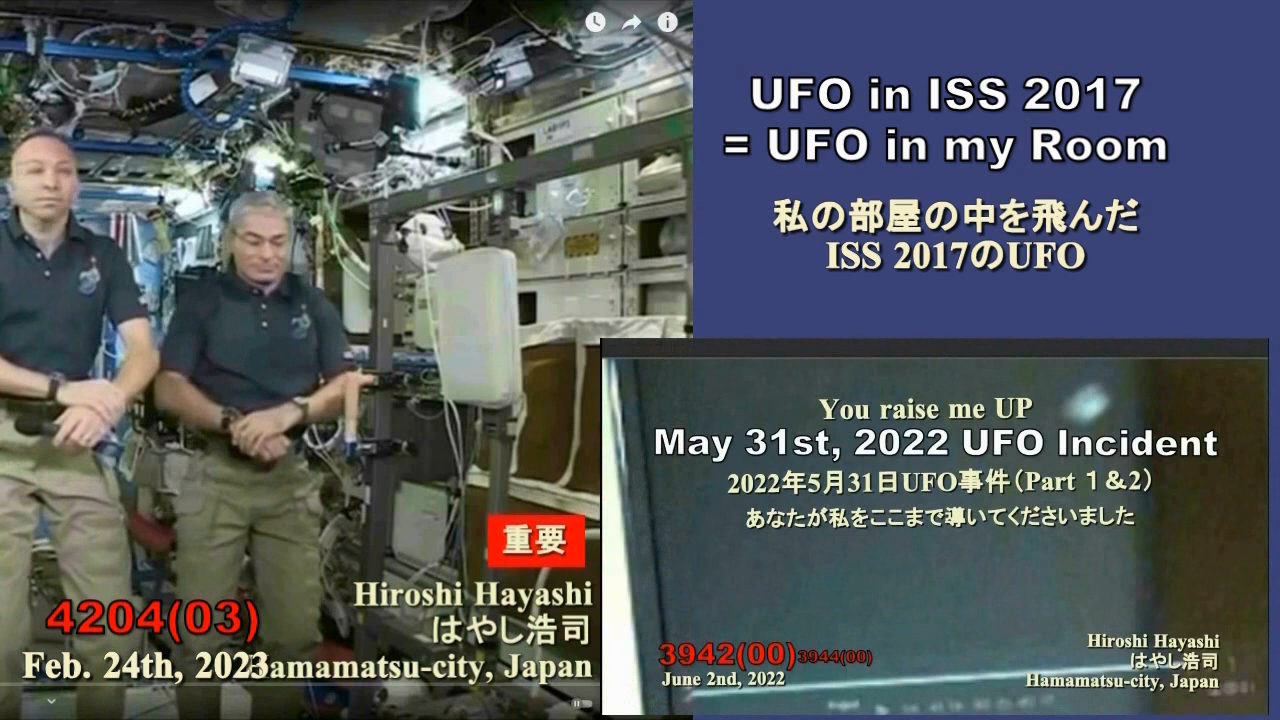 UFO in ISS 2017
= UFO in my Room
私の部屋の中を飛んだ
ISS 2017のUFO
重要
Hiroshi Hayashi
はやし浩司
4204(03)
Feb. 24th, 2023
Hamamatsu-city, Japan
You raise me UP
May 31st, 2022 UFO Incident
2022年5月31日UFO事件（Part １＆2）
あなたが私をここまで導いてくださいました
3942(00)
3944(00)
June 2nd, 2022
Hiroshi Hayashi
はやし浩司
Hamamatsu-city, Japan